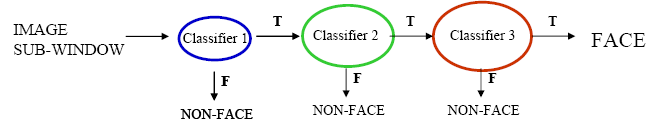 IMAGE
SUB-WINDOW
Classifier 1
T
Classifier 2
T
Classifier 3
T
FACE
F
F
F
NON-FACE
NON-FACE
NON-FACE